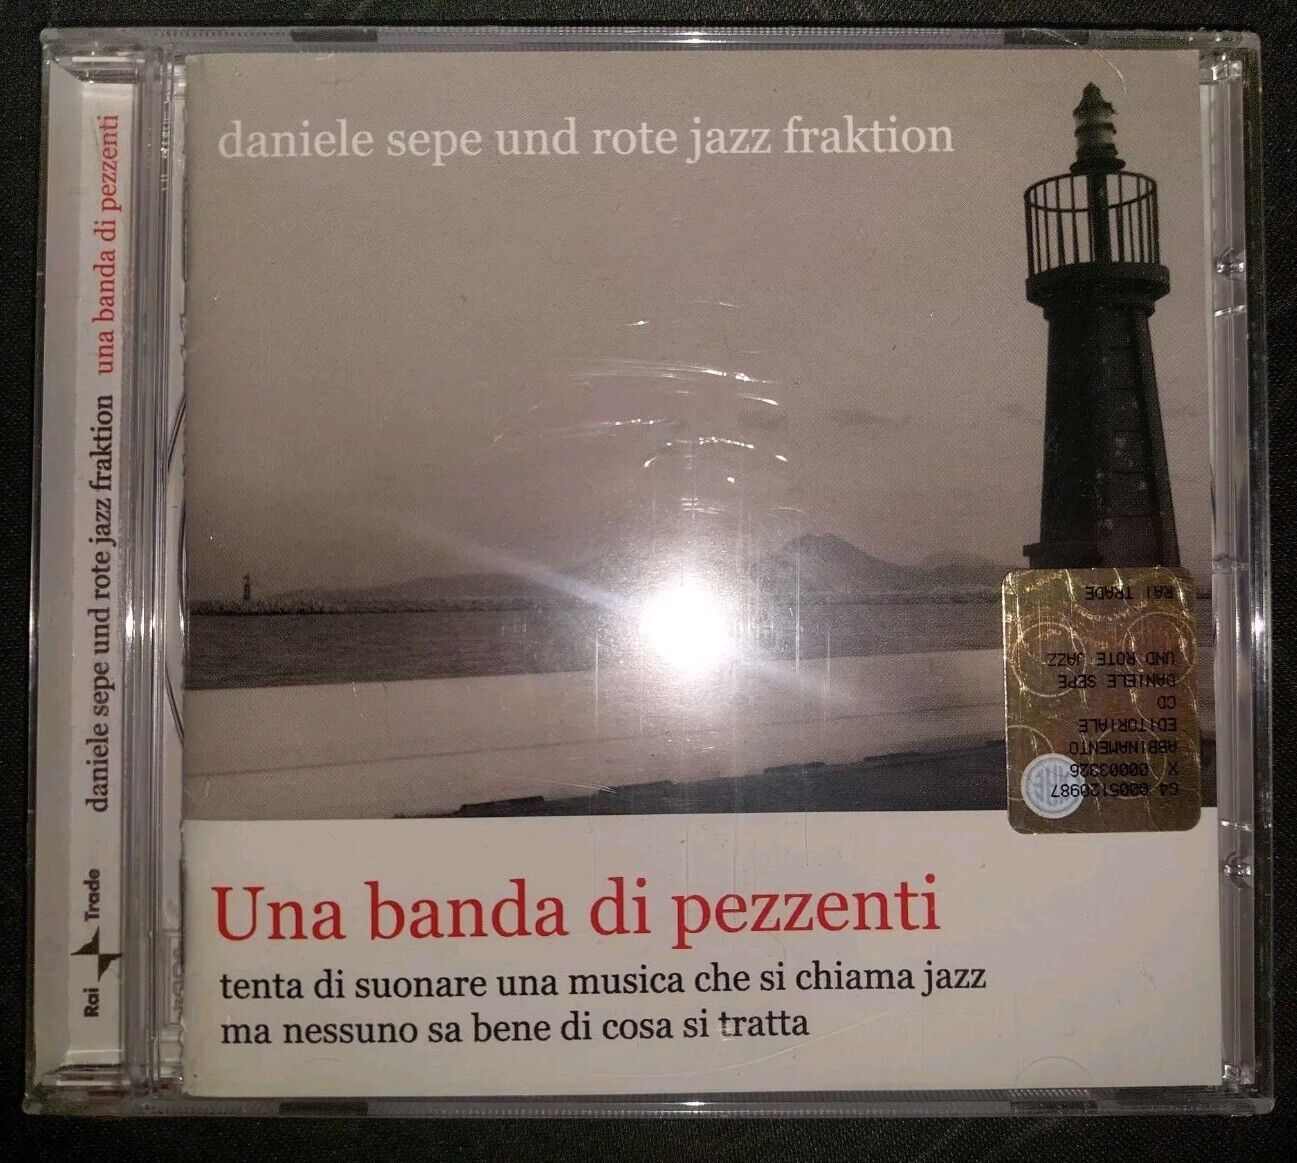 daniele sepe und rote jazz fraktion
Una banda di pezzenti
tenta di suonare una musica che si chiama jazz
ma nessuno sa bene di cosa si tratta
Rai Trade daniele sepe und rote jazz fraktion una banda di pezzenti
G4 0005120987
X 00003326
ABBINAMENTO
EDITORIALE
CD
DANIELE SEPE
UND ROTE JAZZ
RAI TRADE